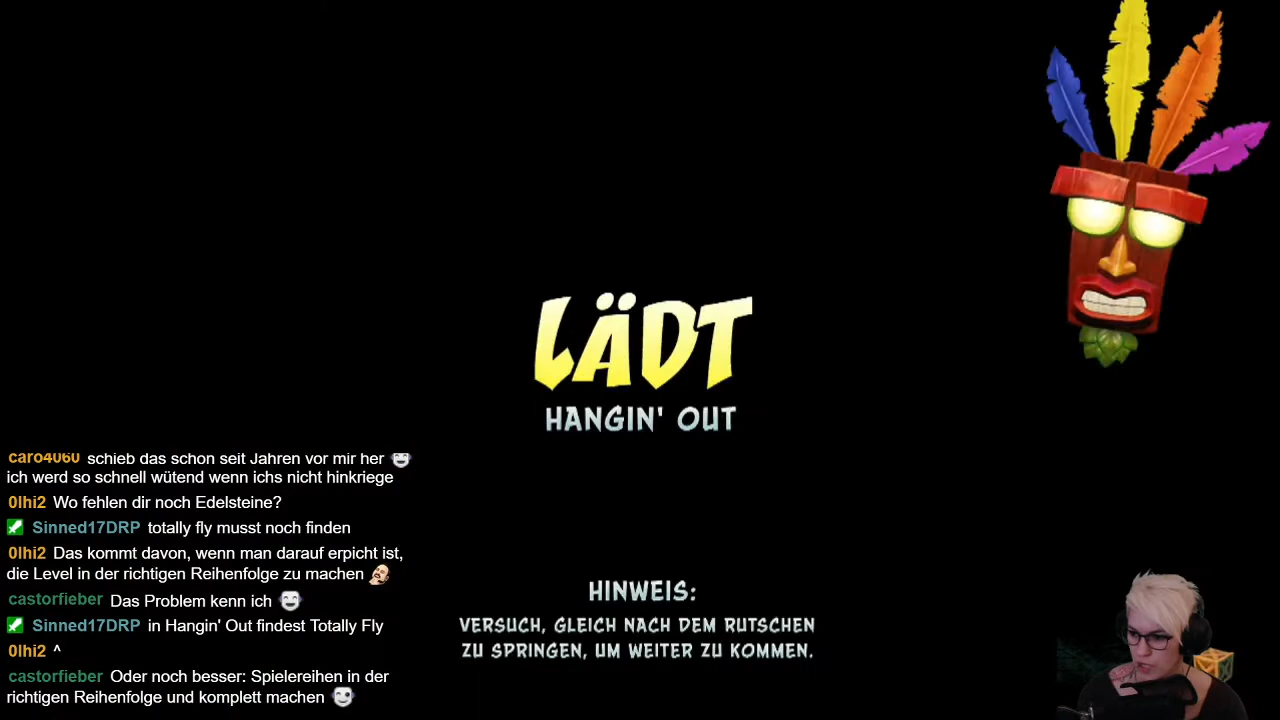 LÄDT
HANGIN' OUT
caro4060 schieb das schon seit Jahren vor mir her
ich werd so schnell wütend wenn ichs nicht hinkriege
0lhi2 Wo fehlen dir noch Edelsteine?
Sinned17DRP totally fly musst noch finden
0lhi2 Das kommt davon, wenn man darauf erpicht ist,
die Level in der richtigen Reihenfolge zu machen
castorfieber Das Problem kenn ich
Sinned17DRP in Hangin' Out findest Totally Fly
0lhi2 ^
castorfieber Oder noch besser: Spielereihen in der
richtigen Reihenfolge und komplett machen
HINWEIS:
VERSUCH, GLEICH NACH DEM RUTSCHEN
ZU SPRINGEN, UM WEITER ZU KOMMEN.